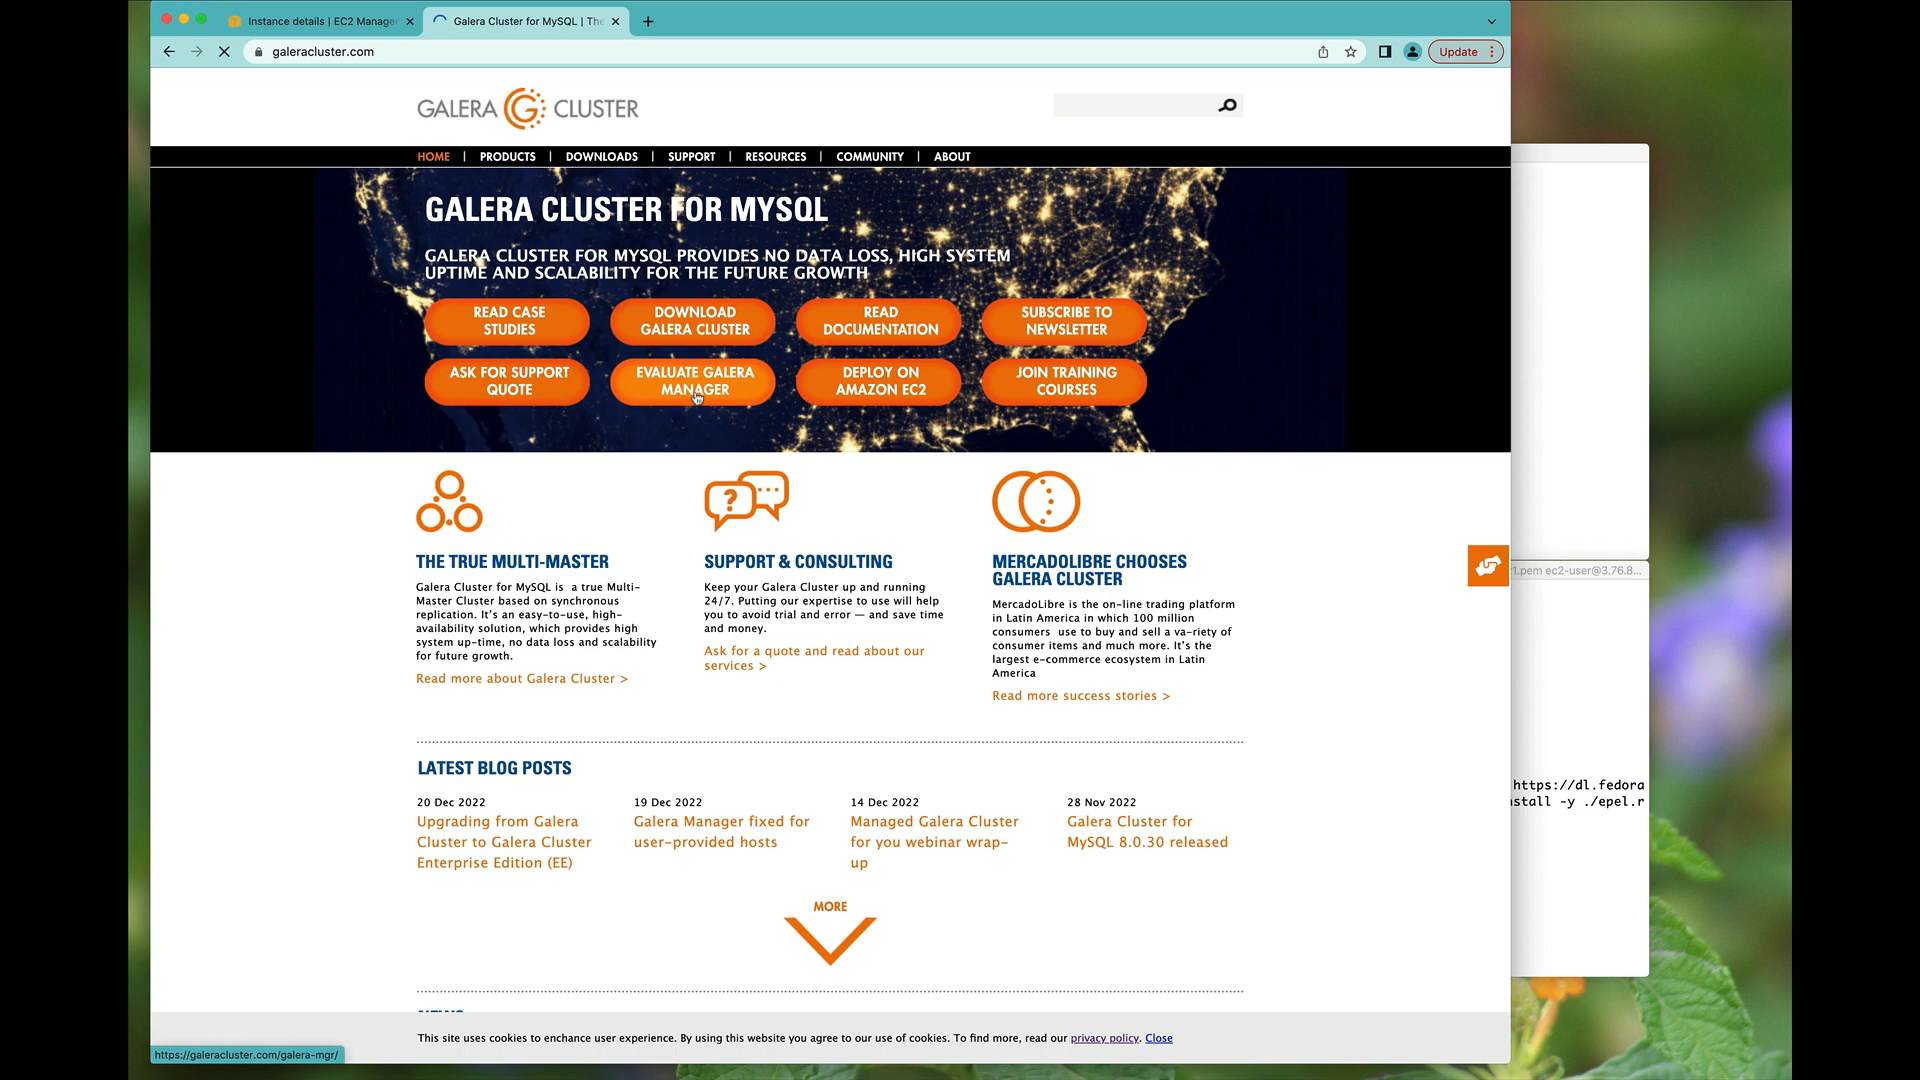 Instance details | EC2 Manage
Galera Cluster for MySQL | The
galeracluster.com
Update
GALERA CLUSTER
HOME | PRODUCTS | DOWNLOADS | SUPPORT | RESOURCES | COMMUNITY | ABOUT
GALERA CLUSTER FOR MYSQL
GALERA CLUSTER FOR MYSQL PROVIDES NO DATA LOSS, HIGH SYSTEM
UPTIME AND SCALABILITY FOR THE FUTURE GROWTH
READ CASE
STUDIES
DOWNLOAD
GALERA CLUSTER
READ
DOCUMENTATION
SUBSCRIBE TO
NEWSLETTER
ASK FOR SUPPORT
QUOTE
EVALUATE GALERA
MANAGER
DEPLOY ON
AMAZON EC2
JOIN TRAINING
COURSES
THE TRUE MULTI-MASTER
Galera Cluster for MySQL is a true Multi-
Master Cluster based on synchronous
replication. It's an easy-to-use, high-
availability solution, which provides high
system up-time, no data loss and scalability
for future growth.
Read more about Galera Cluster >
SUPPORT & CONSULTING
Keep your Galera Cluster up and running
24/7. Putting our expertise to use will help
you to avoid trial and error — and save time
and money.
Ask for a quote and read about our
services >
MERCADOLIBRE CHOOSES
GALERA CLUSTER
MercadoLibre is the on-line trading platform
in Latin America in which 100 million
consumers use to buy and sell a va-riety of
consumer items and much more. It's the
largest e-commerce ecosystem in Latin
America
Read more success stories >
1.pem ec2-user@3.76.8...
https://dl.fedora
stall -y ./epel.r
LATEST BLOG POSTS
20 Dec 2022
Upgrading from Galera
Cluster to Galera Cluster
Enterprise Edition (EE)
19 Dec 2022
Galera Manager fixed for
user-provided hosts
14 Dec 2022
Managed Galera Cluster
for you webinar wrap-
up
28 Nov 2022
Galera Cluster for
MySQL 8.0.30 released
MORE
NEWS
This site uses cookies to enchance user experience. By using this website you agree to our use of cookies. To find more, read our privacy policy. Close
https://galeracluster.com/galera-mgr/